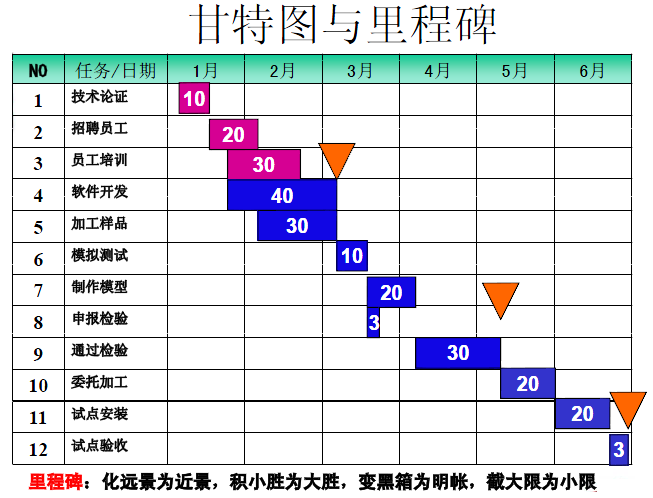 甘特图与里程碑
NO 任务/日期 1月 2月 3月 4月 5月 6月
1 技术论证 10
2 招聘员工 20
3 员工培训 30
4 软件开发 40
5 加工样品 30
6 模拟测试 10
7 制作模型 20
8 申报检验 3
9 通过检验 30
10 委托加工 20
11 试点安装 20
12 试点验收 3
里程碑：化远景为近景，积小胜为大胜，变黑箱为明帐，截大限为小限